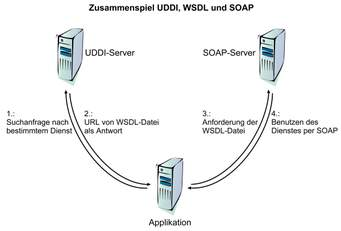 Zusammenspiel UDDI, WSDL und SOAP
UDDI-Server
SOAP-Server
1.:
Suchanfrage nach
bestimmtem Dienst
2.:
URL von WSDL-Datei
als Antwort
3.:
Anforderung der
WSDL-Datei
4.:
Benutzen des
Dienstes per SOAP
Applikation